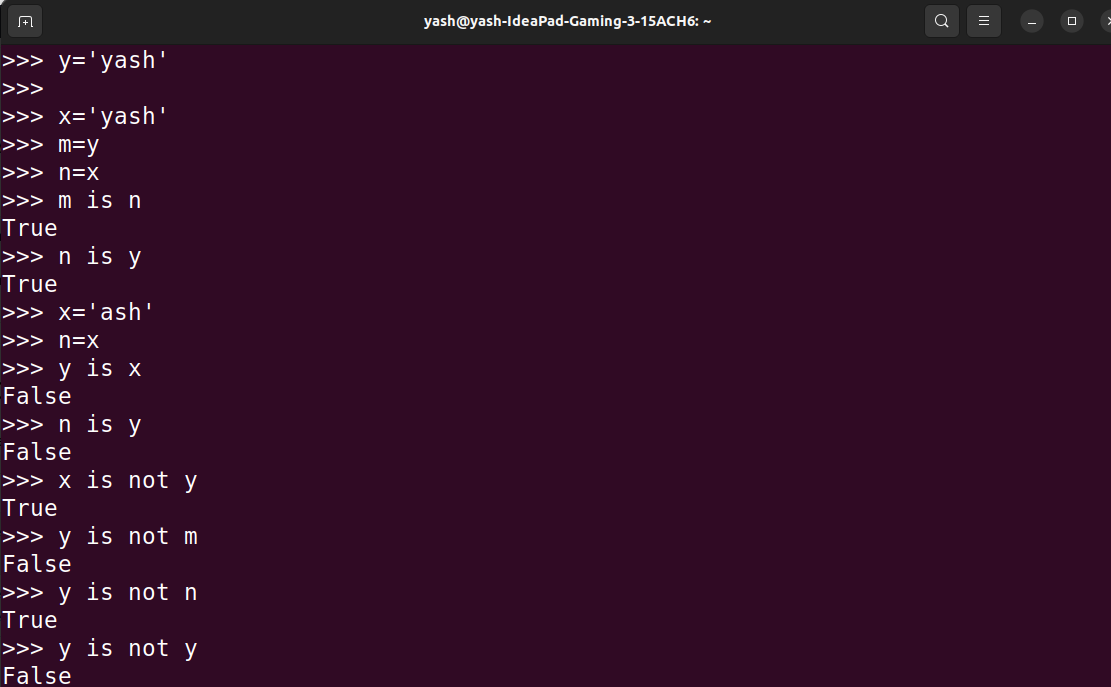 yash@yash-IdeaPad-Gaming-3-15ACH6: ~
>>> y='yash'
>>>
>>> x='yash'
>>> m=y
>>> n=x
>>> m is n
True
>>> n is y
True
>>> x='ash'
>>> n=x
>>> y is x
False
>>> n is y
False
>>> x is not y
True
>>> y is not m
False
>>> y is not n
True
>>> y is not y
False